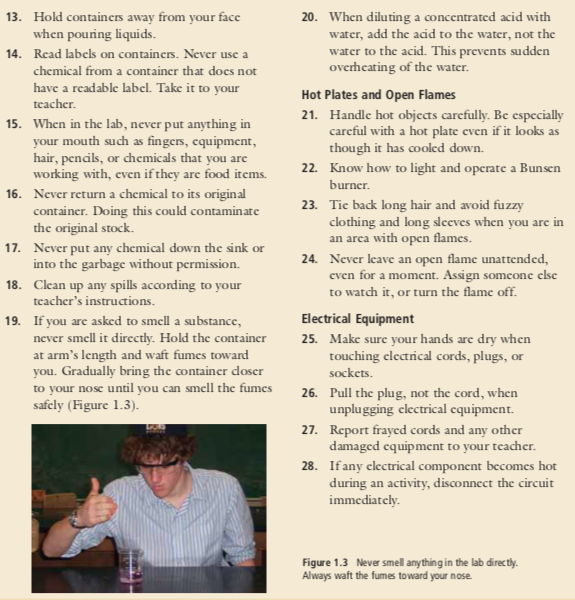 13. Hold containers away from your face
when pouring liquids.
14. Read labels on containers. Never use a
chemical from a container that does not
have a readable label. Take it to your
teacher.
15. When in the lab, never put anything in
your mouth such as fingers, equipment,
hair, pencils, or chemicals that you are
working with, even if they are food items.
16. Never return a chemical to its original
container. Doing this could contaminate
the original stock.
17. Never put any chemical down the sink or
into the garbage without permission.
18. Clean up any spills according to your
teacher's instructions.
19. If you are asked to smell a substance,
never smell it directly. Hold the container
at arm's length and waft fumes toward
you. Gradually bring the container closer
to your nose until you can smell the fumes
safely (Figure 1.3).
20. When diluting a concentrated acid with
water, add the acid to the water, not the
water to the acid. This prevents sudden
overheating of the water.
Hot Plates and Open Flames
21. Handle hot objects carefully. Be especially
careful with a hot plate even if it looks as
though it has cooled down.
22. Know how to light and operate a Bunsen
burner.
23. Tie back long hair and avoid fuzzy
clothing and long sleeves when you are in
an area with open flames.
24. Never leave an open flame unattended,
even for a moment. Assign someone else
to watch it, or turn the flame off.
Electrical Equipment
25. Make sure your hands are dry when
touching electrical cords, plugs, or
sockets.
26. Pull the plug, not the cord, when
unplugging electrical equipment.
27. Report frayed cords and any other
damaged equipment to your teacher.
28. If any electrical component becomes hot
during an activity, disconnect the circuit
immediately.
Figure 1.3 Never smell anything in the lab directly.
Always waft the fumes toward your nose.